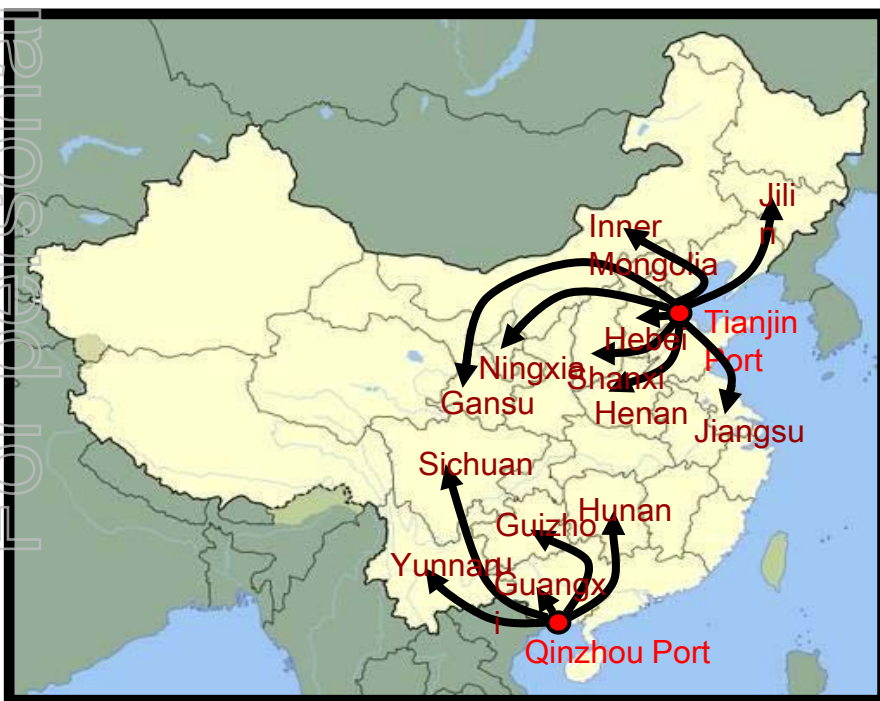 For personal
Jili
n
Inner
Mongolia
Tianjin
Port
Hebei
Ningxia
Shanxi
Gansu
Henan
Jiangsu
Sichuan
Hunan
Guizho
u
Yunnan
Guangx
i
Qinzhou Port